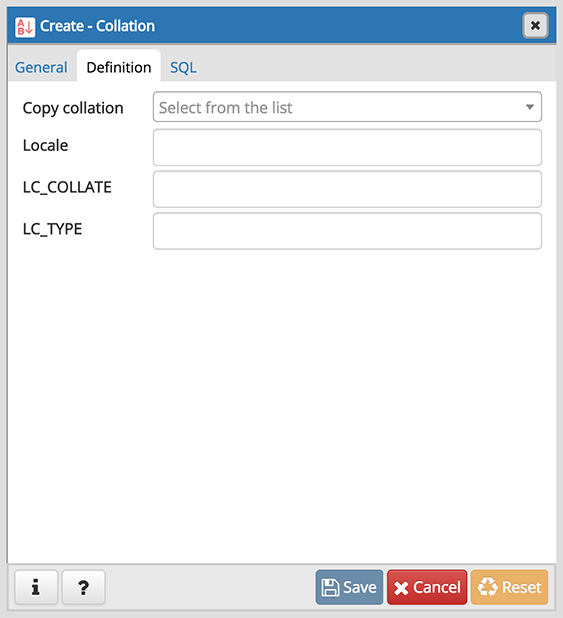 Create - Collation
General Definition SQL
Copy collation Select from the list
Locale
LC_COLLATE
LC_TYPE
i ? Save Cancel Reset